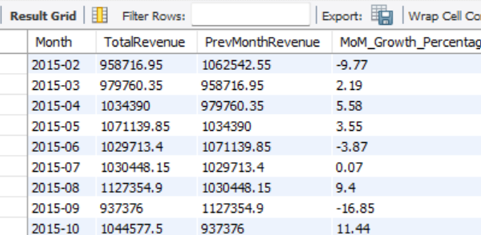 Result Grid Filter Rows: Export: Wrap Cell Co
Month TotalRevenue PrevMonthRevenue MoM_Growth_Percentag
2015-02 958716.95 1062542.55 -9.77
2015-03 979760.35 958716.95 2.19
2015-04 1034390 979760.35 5.58
2015-05 1071139.85 1034390 3.55
2015-06 1029713.4 1071139.85 -3.87
2015-07 1030448.15 1029713.4 0.07
2015-08 1127354.9 1030448.15 9.4
2015-09 937376 1127354.9 -16.85
2015-10 1044577.5 937376 11.44